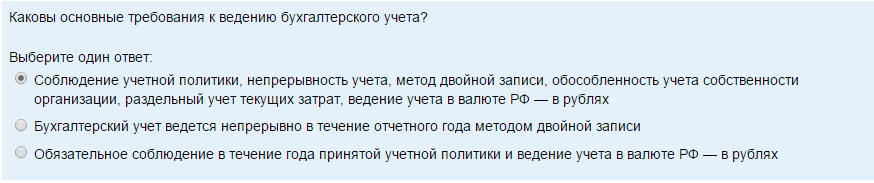 Каковы основные требования к ведению бухгалтерского учета?
Выберите один ответ:
Соблюдение учетной политики, непрерывность учета, метод двойной записи, обособленность учета собственности
организации, раздельный учет текущих затрат, ведение учета в валюте РФ — в рублях
Бухгалтерский учет ведется непрерывно в течение отчетного года методом двойной записи
Обязательное соблюдение в течение года принятой учетной политики и ведение учета в валюте РФ — в рублях